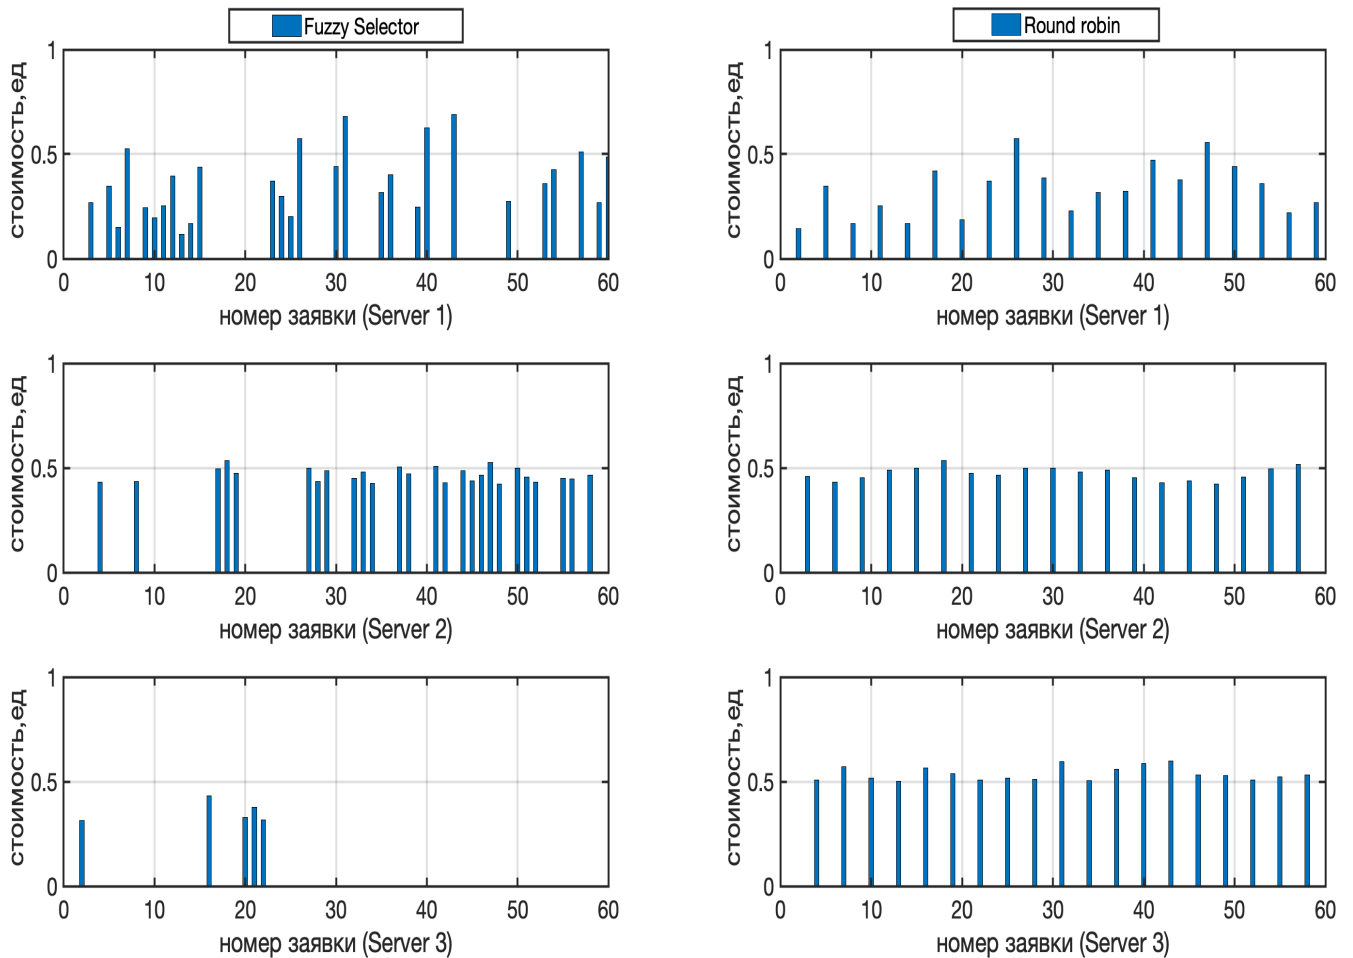 Fuzzy Selector
1
0.5
0
стоимость,ед
0 10 20 30 40 50 60
номер заявки (Server 1)
Round robin
1
0.5
0
стоимость,ед
0 10 20 30 40 50 60
номер заявки (Server 1)
1
0.5
0
стоимость,ед
0 10 20 30 40 50 60
номер заявки (Server 2)
1
0.5
0
стоимость,ед
0 10 20 30 40 50 60
номер заявки (Server 2)
1
0.5
0
стоимость,ед
0 10 20 30 40 50 60
номер заявки (Server 3)
1
0.5
0
стоимость,ед
0 10 20 30 40 50 60
номер заявки (Server 3)